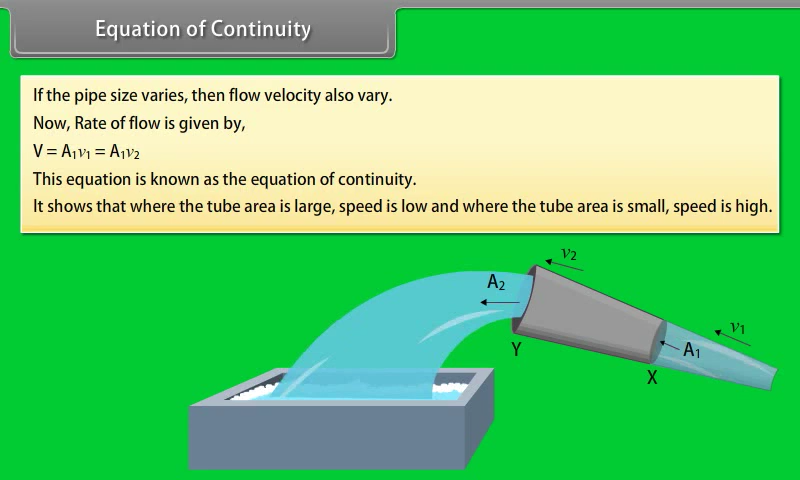 Equation of Continuity
If the pipe size varies, then flow velocity also vary.
Now, Rate of flow is given by,
V = A₁v₁ = A₁v₂
This equation is known as the equation of continuity.
It shows that where the tube area is large, speed is low and where the tube area is small, speed is high.
v₂
A₂
v₁
Y
A₁
X